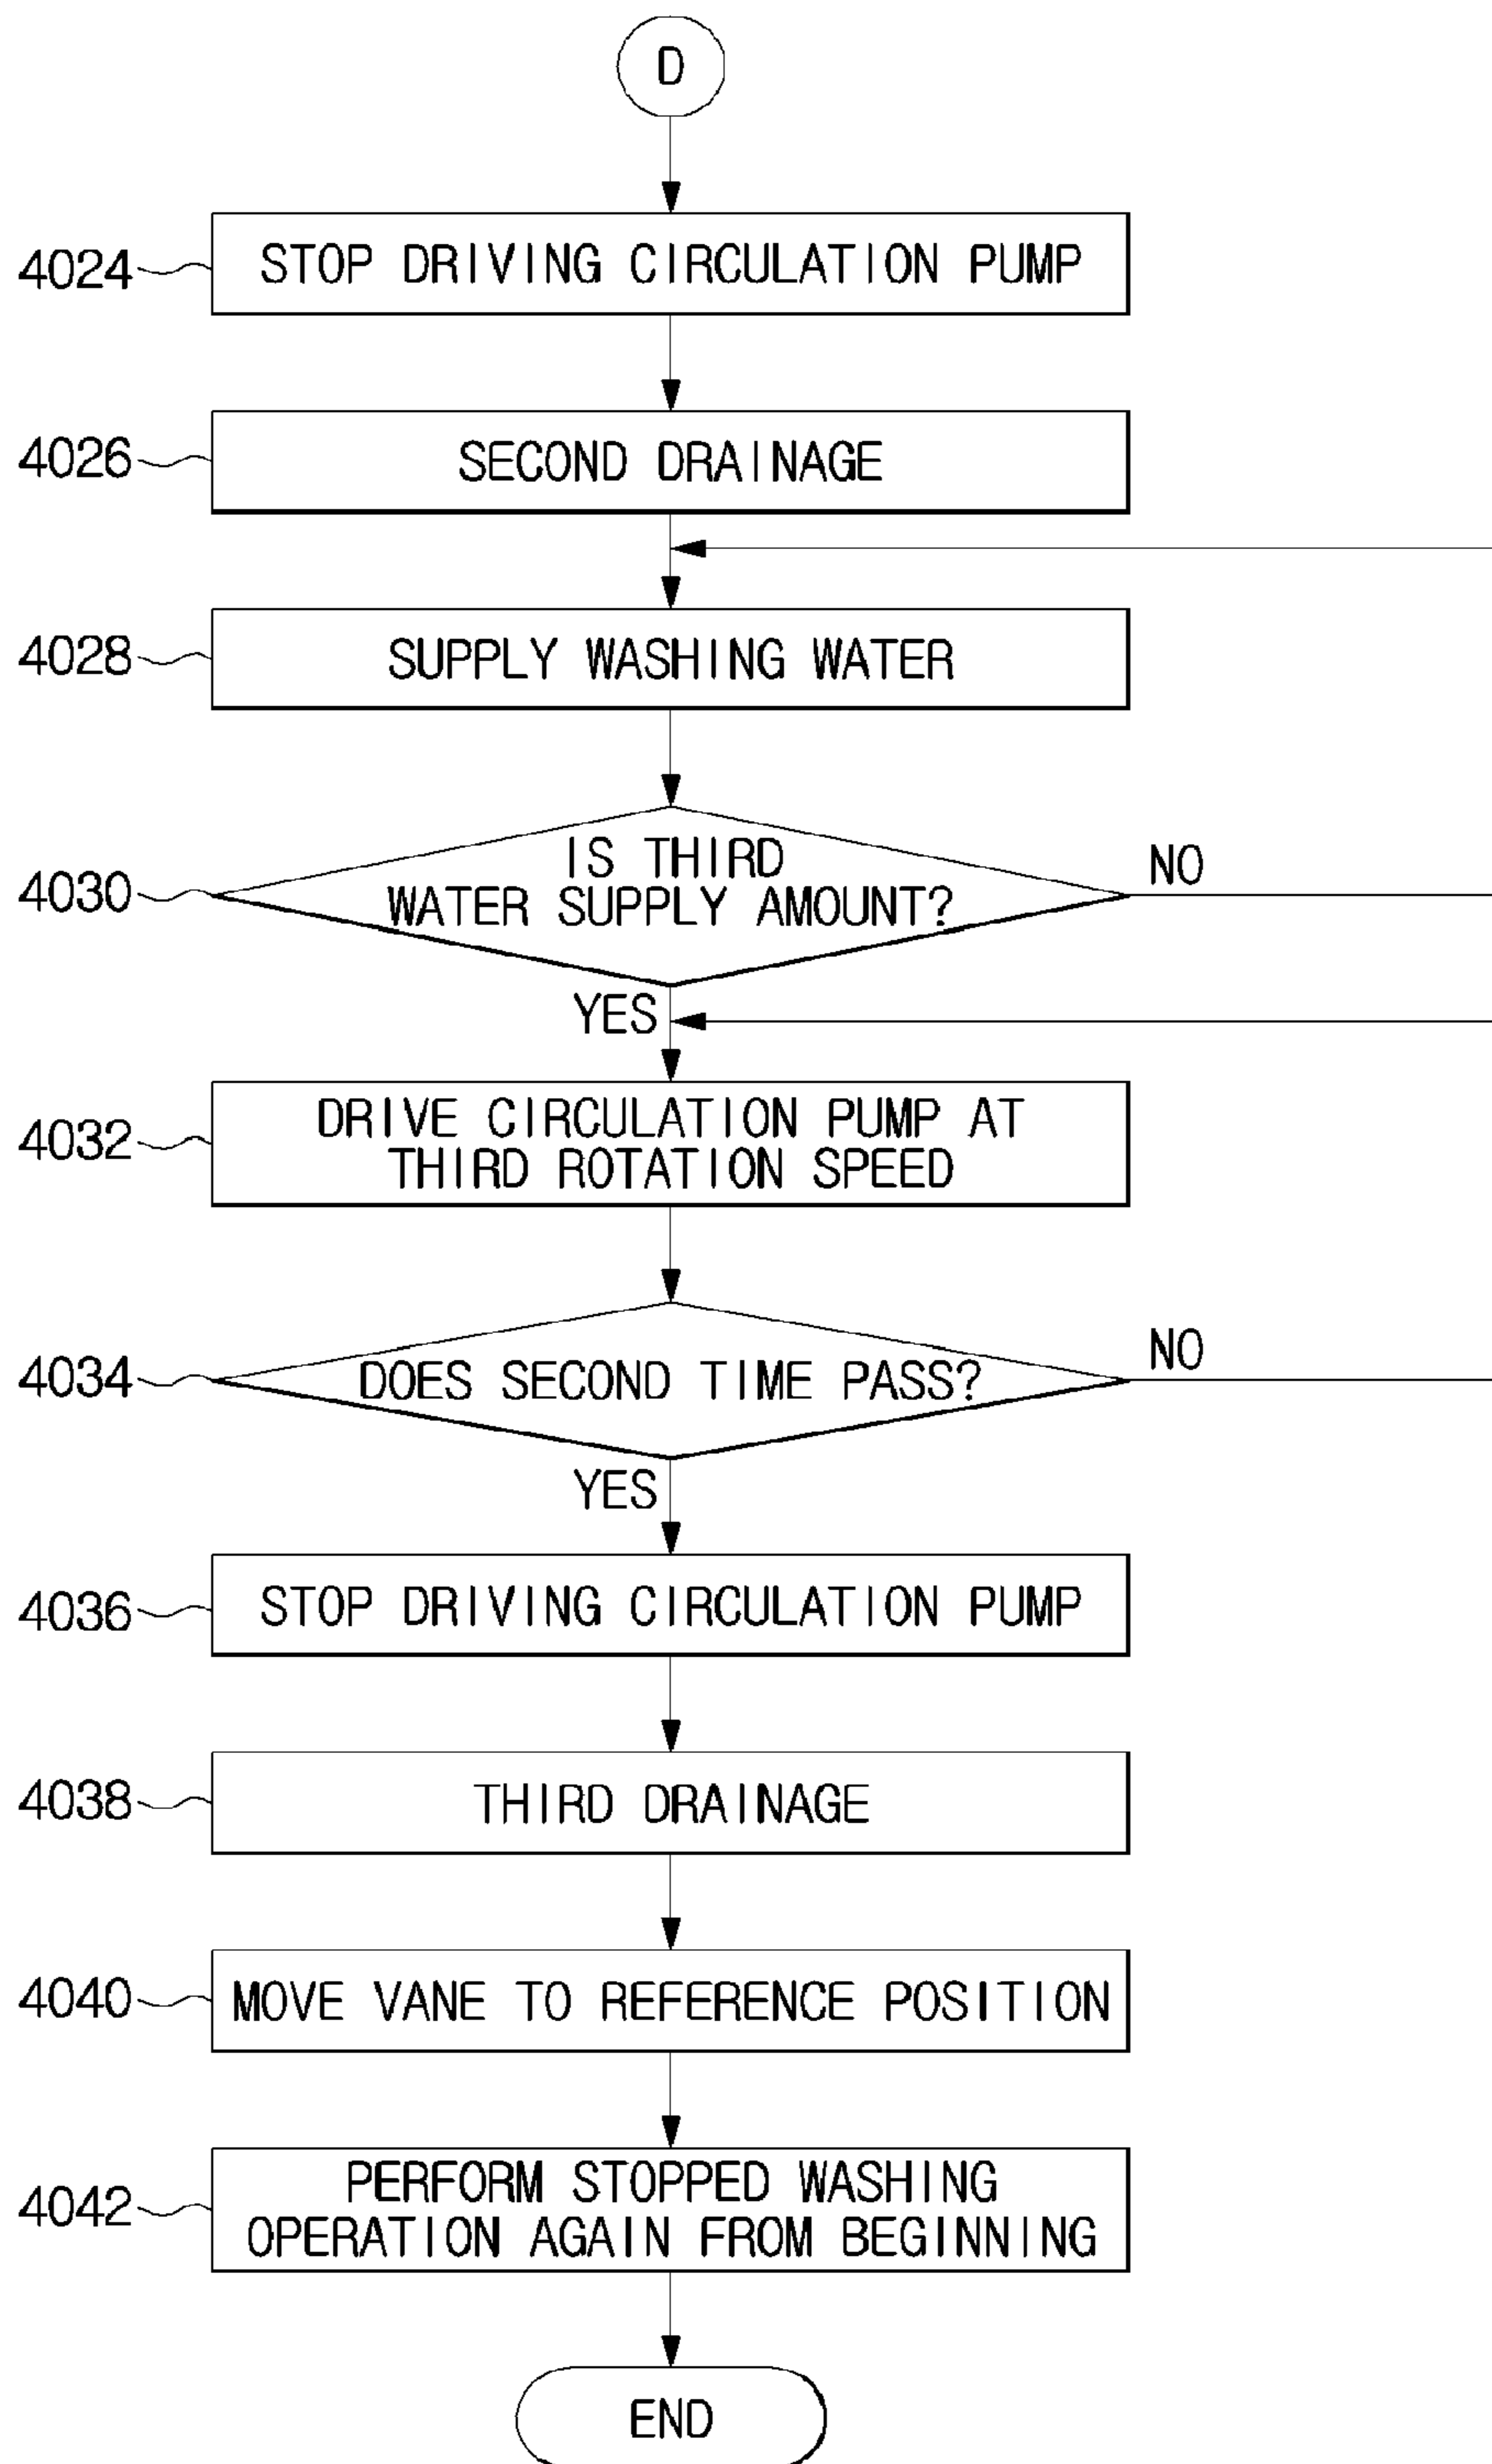 D
4024
STOP DRIVING CIRCULATION PUMP
4026
SECOND DRAINAGE
4028
SUPPLY WASHING WATER
4030
IS THIRD
WATER SUPPLY AMOUNT?
NO
YES
4032
DRIVE CIRCULATION PUMP AT
THIRD ROTATION SPEED
4034
DOES SECOND TIME PASS?
NO
YES
4036
STOP DRIVING CIRCULATION PUMP
4038
THIRD DRAINAGE
4040
MOVE VANE TO REFERENCE POSITION
4042
PERFORM STOPPED WASHING
OPERATION AGAIN FROM BEGINNING
END